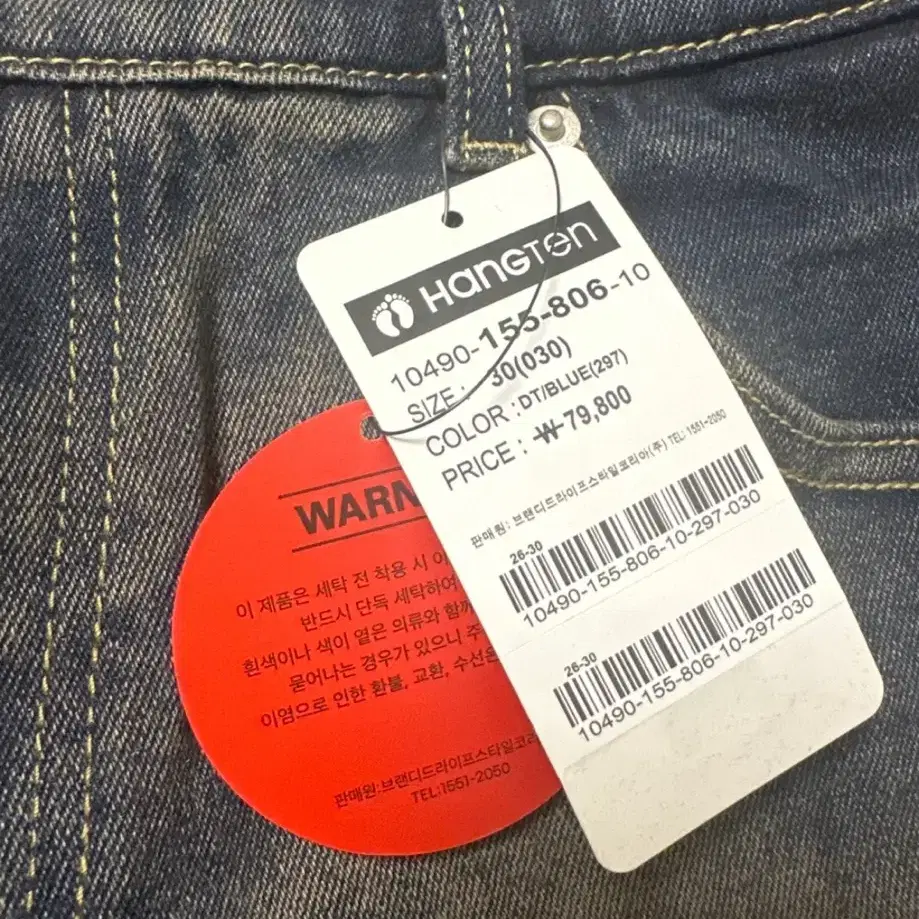 HANGTEN
10490-155-806-10
SIZE : 30(030)
COLOR : DT/BLUE(297)
PRICE : ₩79,800
판매원: 브랜디드라이프스타일코리아(주) TEL: 1551-2050
26-30
10490-155-806-10-297-030
26-30
10490-155-806-10-297-030
WARN
이 제품은 세탁 전 착용 시 이
반드시 단독 세탁하여
흰색이나 색이 옅은 의류와 함께
묻어나는 경우가 있으니 주
이염으로 인한 환불, 교환, 수선은
판매원:브랜디드라이프스타일코리
TEL:1551-2050